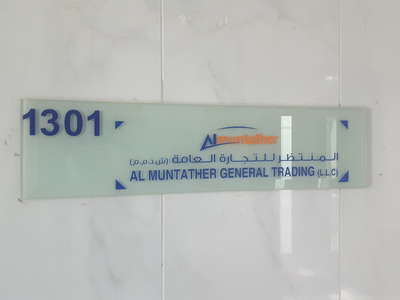 1301
Almuntather
المنتظر للتجارة العامة (ش.ذ.م.م)
AL MUNTATHER GENERAL TRADING (L.L.C)